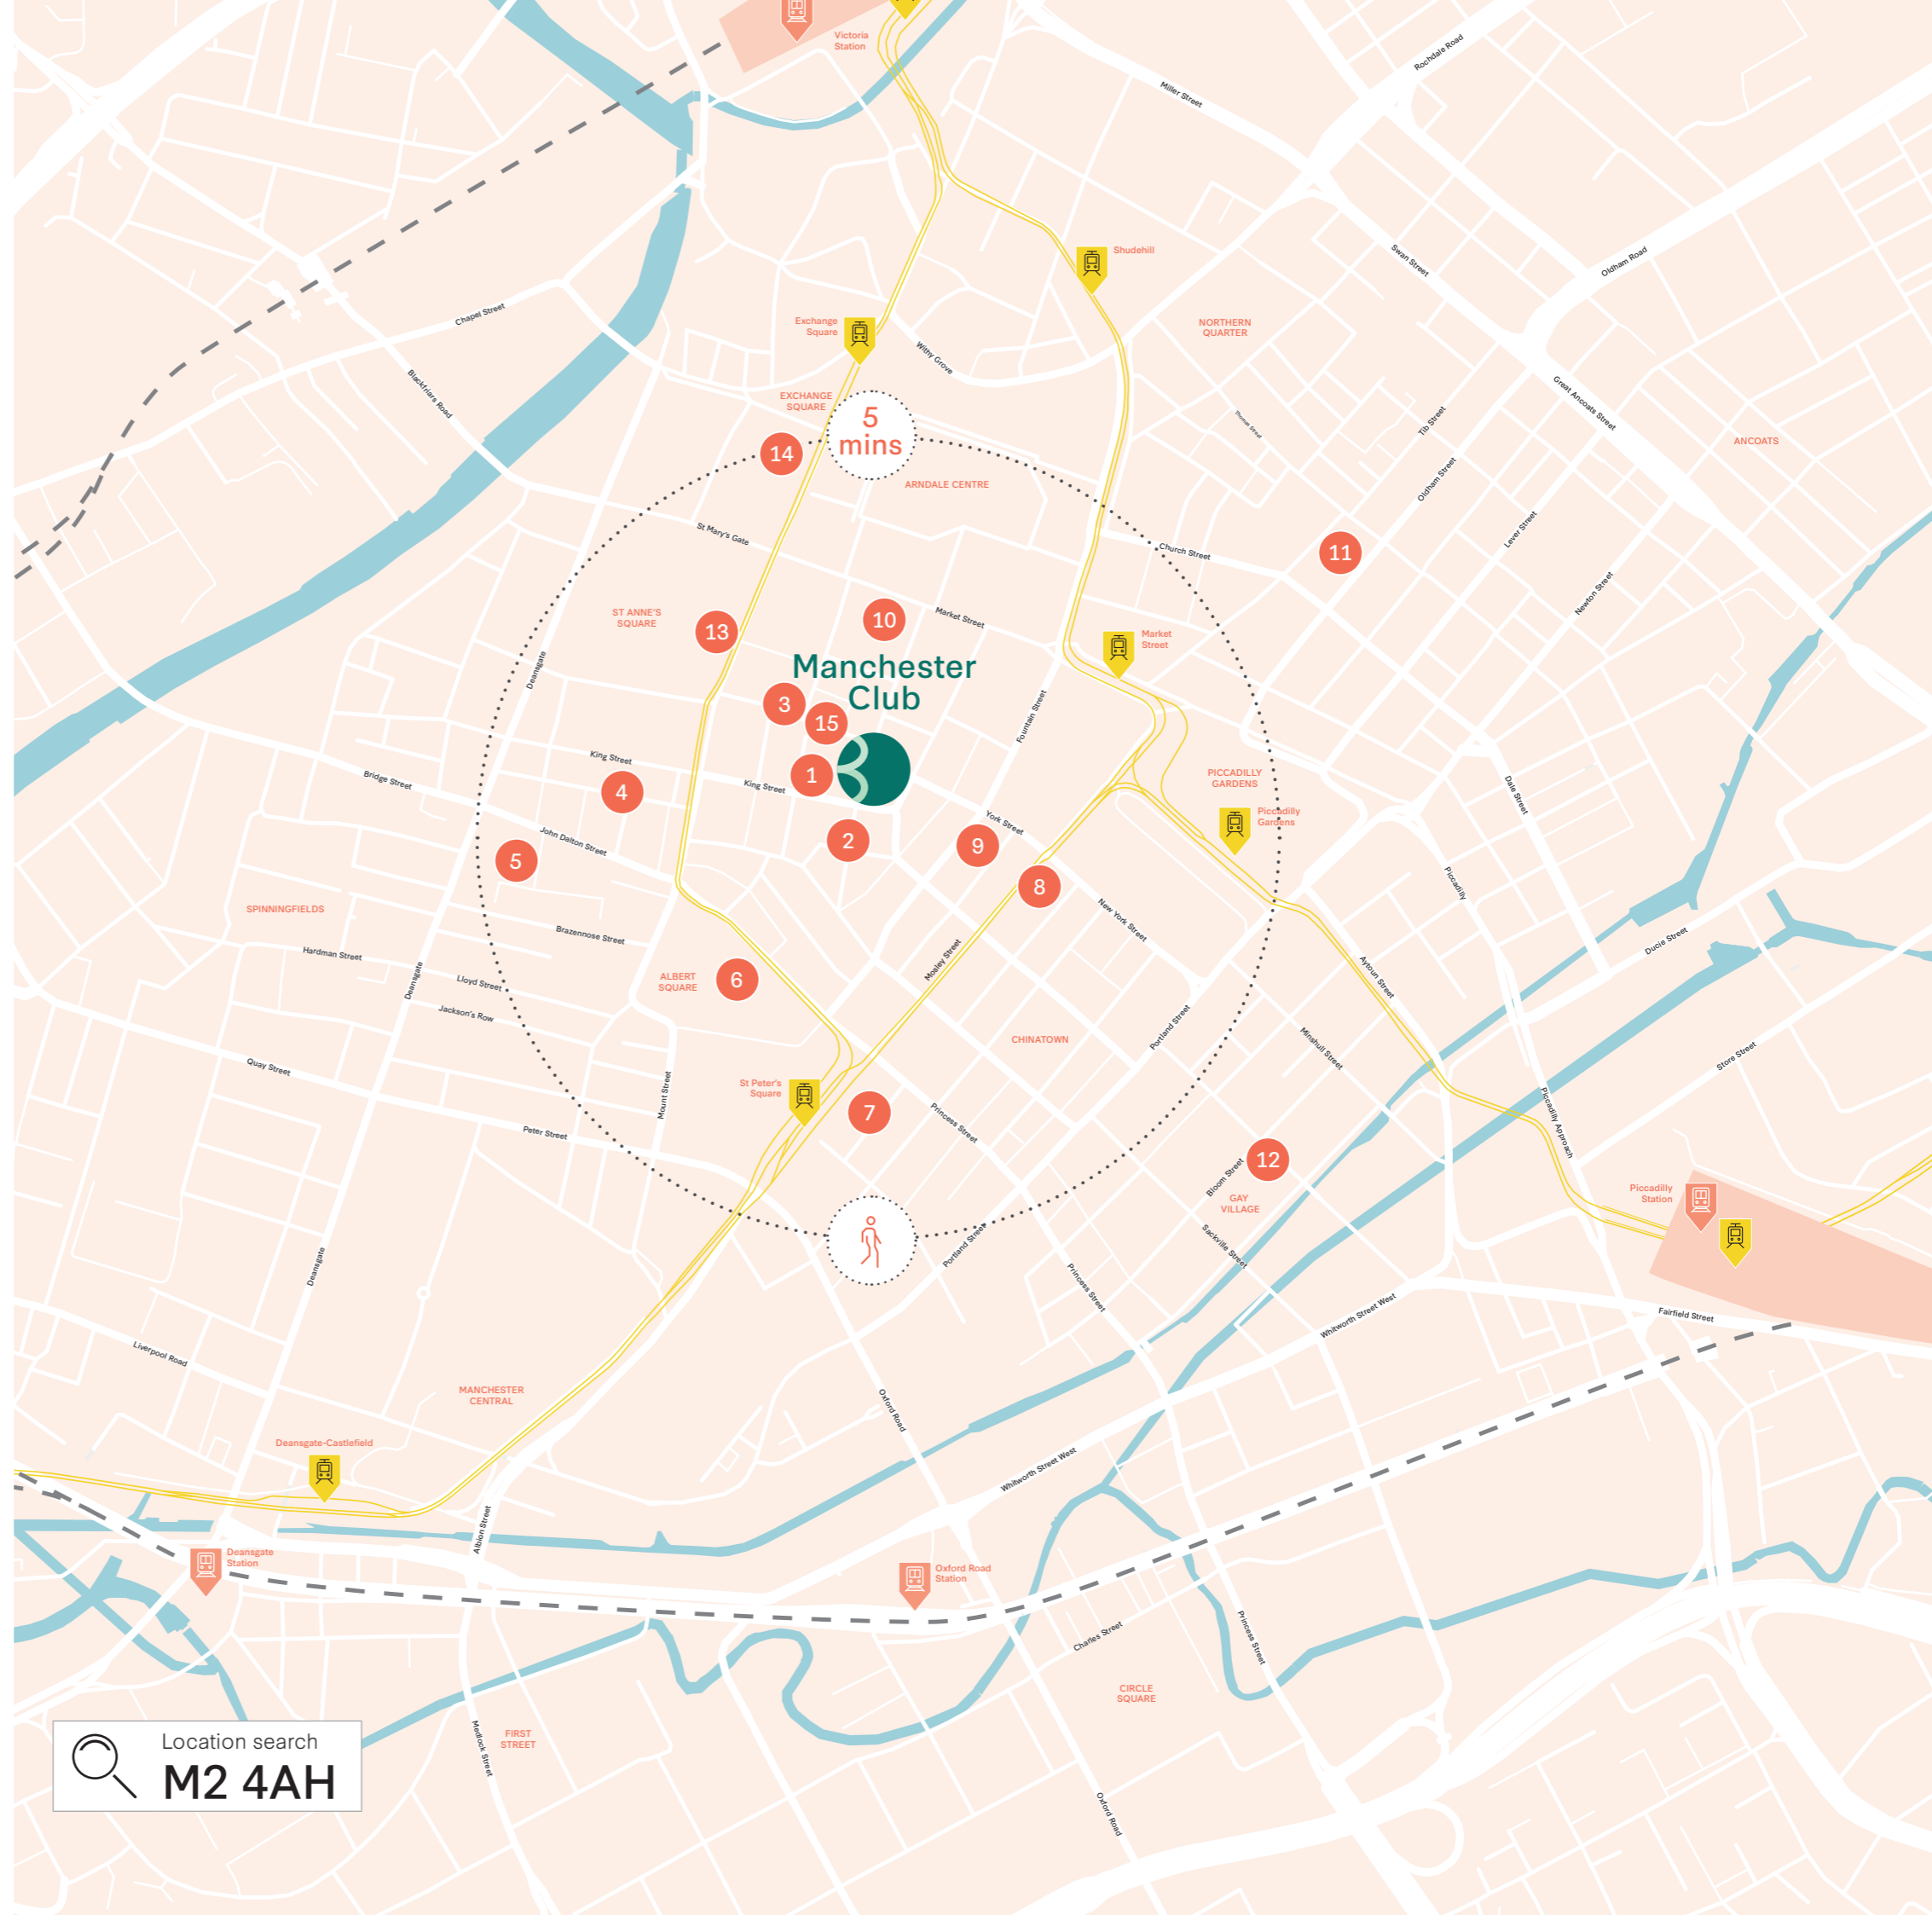 Victoria
Station
Miller Street
Rochdale Road
Swan Street
Oldham Road
Shudehill
Chapel Street
Exchange
Square
Withy Grove
NORTHERN
QUARTER
Blackfriars Road
EXCHANGE
SQUARE
5
mins
Thomas Street
Tib Street
Great Ancoats Street
ANCOATS
14
ARNDALE CENTRE
Oldham Street
St Mary's Gate
Church Street
11
Lever Street
Newton Street
ST ANNE'S
SQUARE
13
10
Market Street
Market
Street
Deansgate
Manchester
Club
3
15
Fountain Street
King Street
Bridge Street
4
King Street
1
PICCADILLY
GARDENS
Dale Street
Piccadilly
Gardens
John Dalton Street
5
2
York Street
9
8
Piccadilly
SPINNINGFIELDS
Brazennose Street
New York Street
Ducie Street
Hardman Street
Deansgate
Lloyd Street
Jackson's Row
ALBERT
SQUARE
6
Mosley Street
Aytoun Street
CHINATOWN
Portland Street
Minshull Street
Store Street
Quay Street
Mount Street
St Peter's
Square
7
Princess Street
Piccadilly Approach
Peter Street
Bloom Street
12
GAY
VILLAGE
Piccadilly
Station
Portland Street
Sackville Street
Deansgate
Princess Street
Whitworth Street West
Fairfield Street
Liverpool Road
MANCHESTER
CENTRAL
Oxford Road
Deansgate-Castlefield
Whitworth Street West
Albion Street
Deansgate
Station
Oxford Road
Station
Charles Street
Princess Street
CIRCLE
SQUARE
FIRST
STREET
Medlock Street
Oxford Road
Location search
M2 4AH